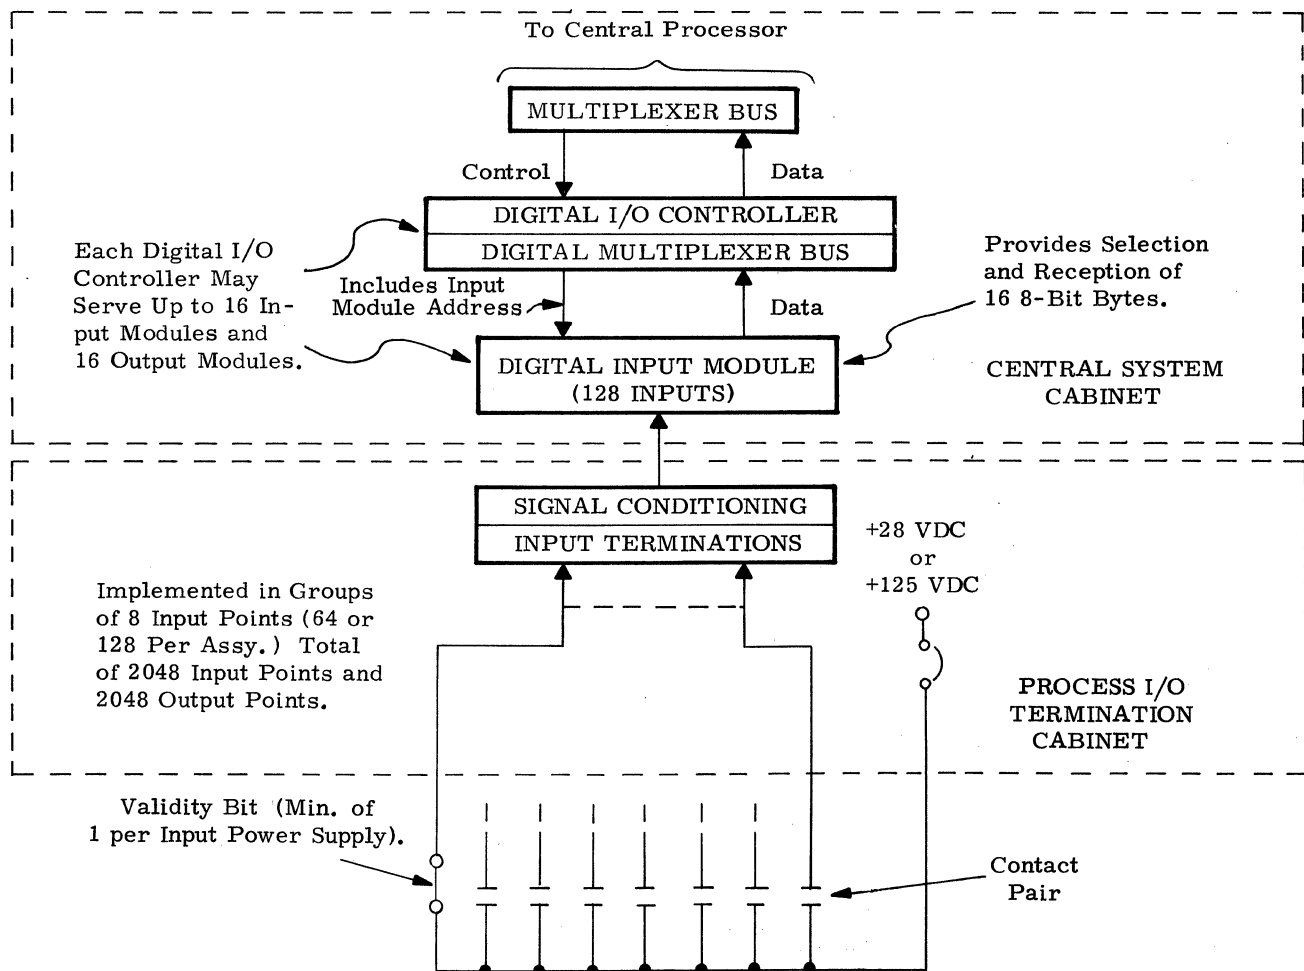 To Central Processor
MULTIPLEXER BUS
Control
Data
DIGITAL I/O CONTROLLER
DIGITAL MULTIPLEXER BUS
Each Digital I/O
Controller May
Serve Up to 16 In-
put Modules and
16 Output Modules.
Includes Input
Module Address
Data
Provides Selection
and Reception of
16 8-Bit Bytes.
DIGITAL INPUT MODULE
(128 INPUTS)
CENTRAL SYSTEM
CABINET
SIGNAL CONDITIONING
INPUT TERMINATIONS
+28 VDC
or
+125 VDC
Implemented in Groups
of 8 Input Points (64 or
128 Per Assy.) Total
of 2048 Input Points and
2048 Output Points.
PROCESS I/O
TERMINATION
CABINET
Validity Bit (Min. of
1 per Input Power Supply).
Contact
Pair